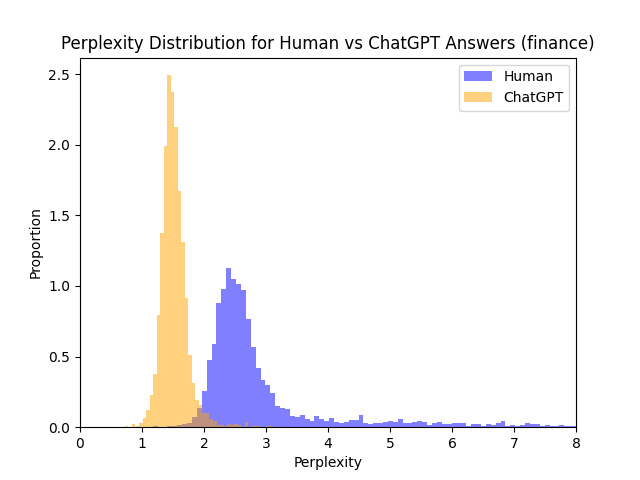 Perplexity Distribution for Human vs ChatGPT Answers (finance)
Human
ChatGPT
2.5
2.0
1.5
1.0
0.5
0.0
Proportion
0 1 2 3 4 5 6 7 8
Perplexity